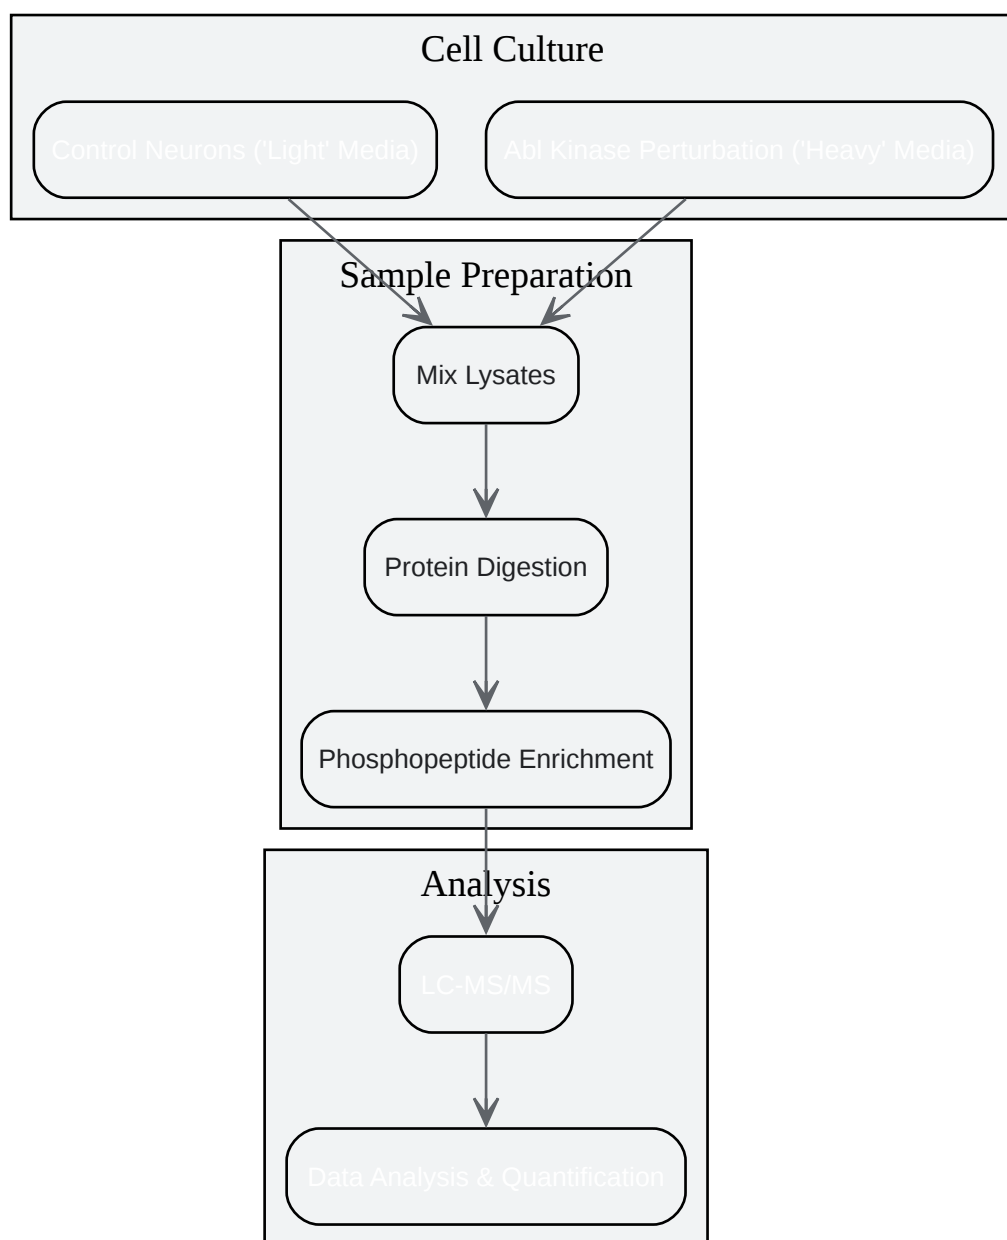 Cell Culture
Control Neurons ('Light' Media)
Abl Kinase Perturbation ('Heavy' Media)
Sample Preparation
Mix Lysates
Protein Digestion
Phosphopeptide Enrichment
Analysis
LC-MS/MS
Data Analysis & Quantification